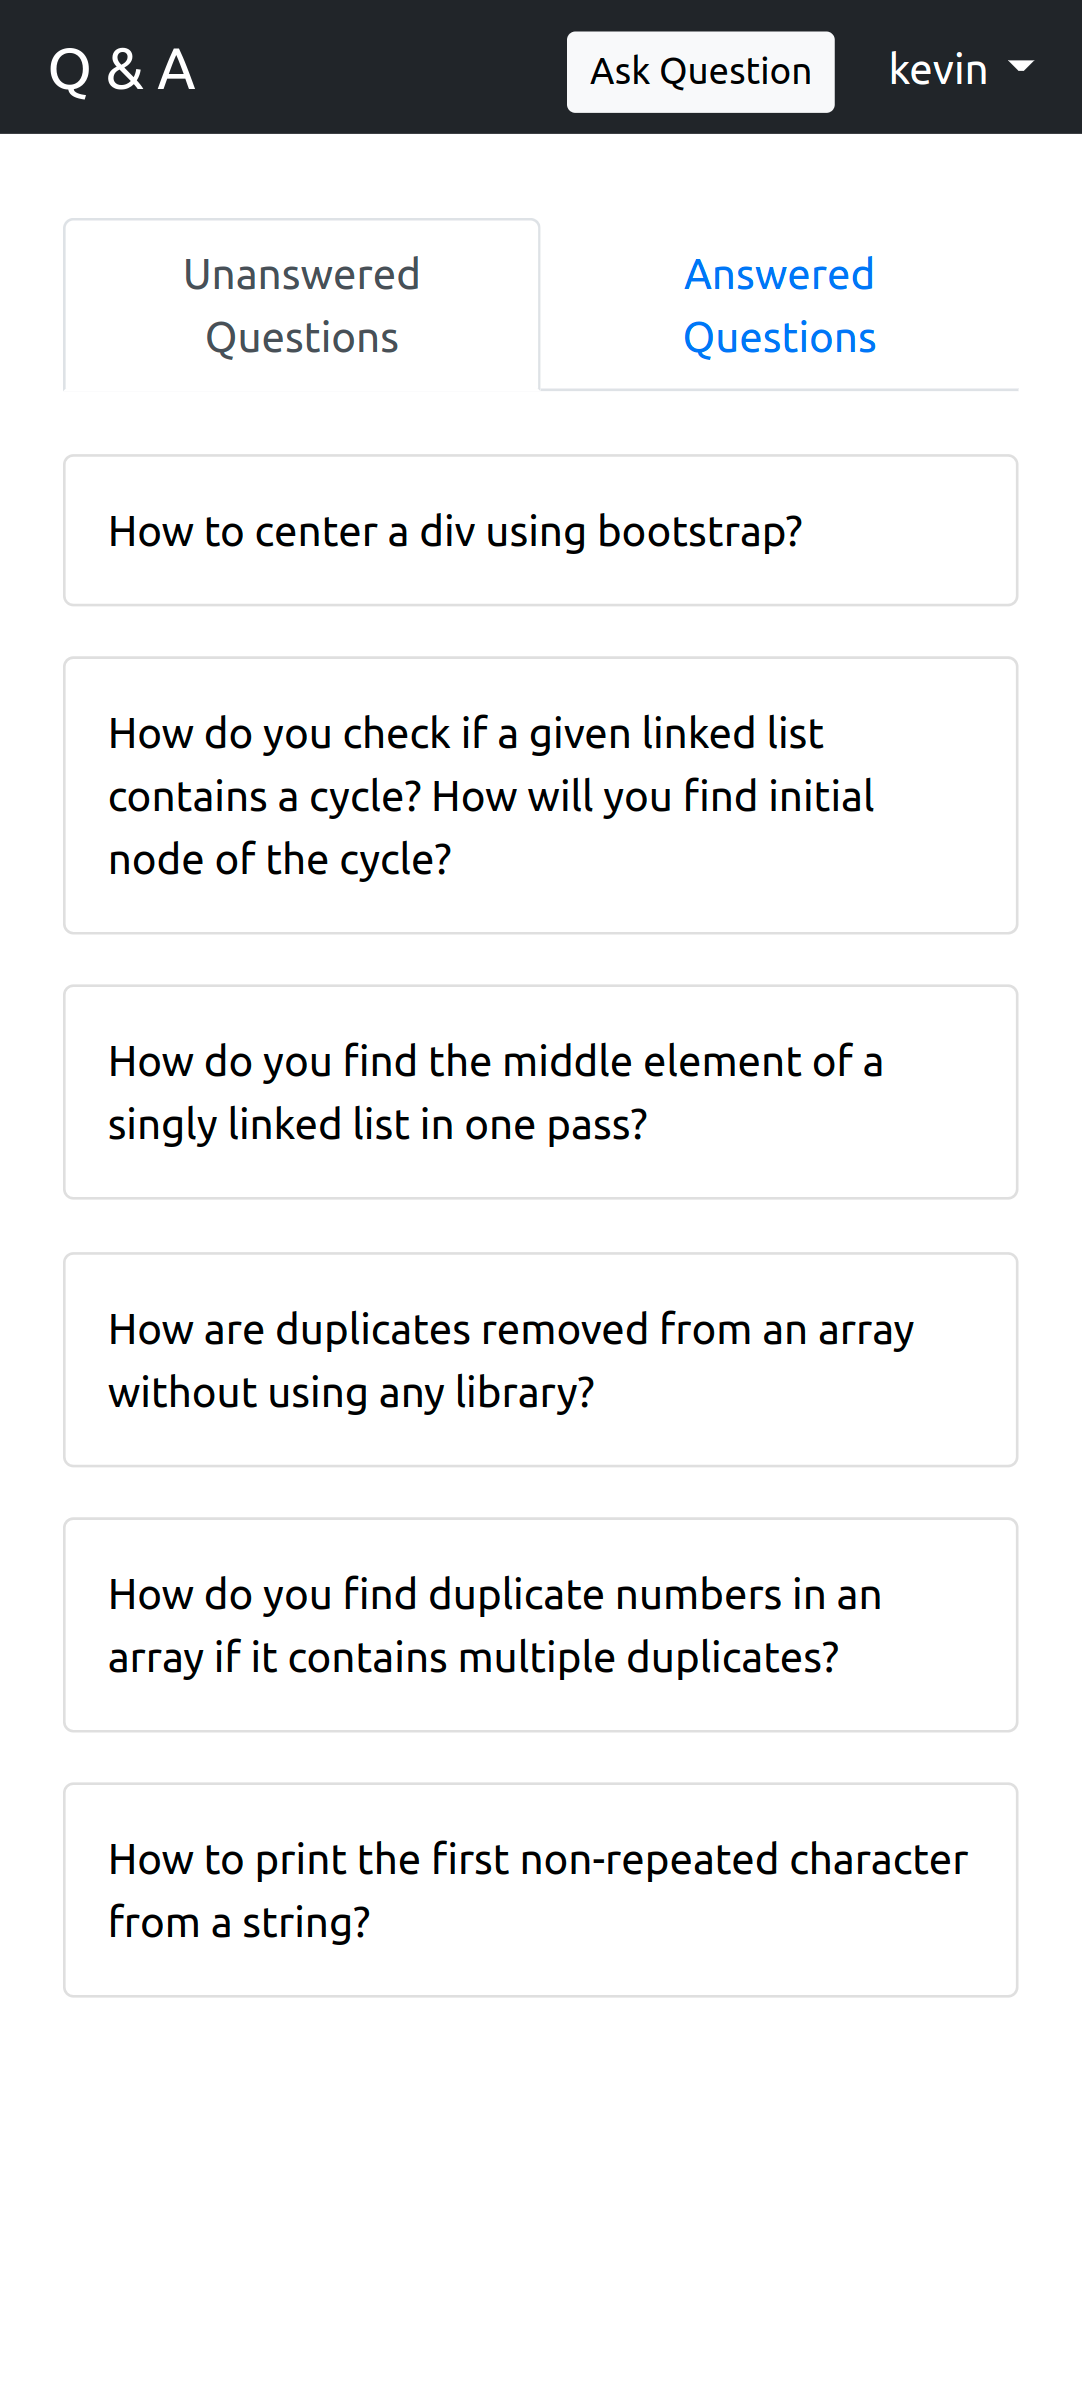 Q & A
Ask Question
kevin
Unanswered
Questions
Answered
Questions
How to center a div using bootstrap?
How do you check if a given linked list
contains a cycle? How will you find initial
node of the cycle?
How do you find the middle element of a
singly linked list in one pass?
How are duplicates removed from an array
without using any library?
How do you find duplicate numbers in an
array if it contains multiple duplicates?
How to print the first non-repeated character
from a string?